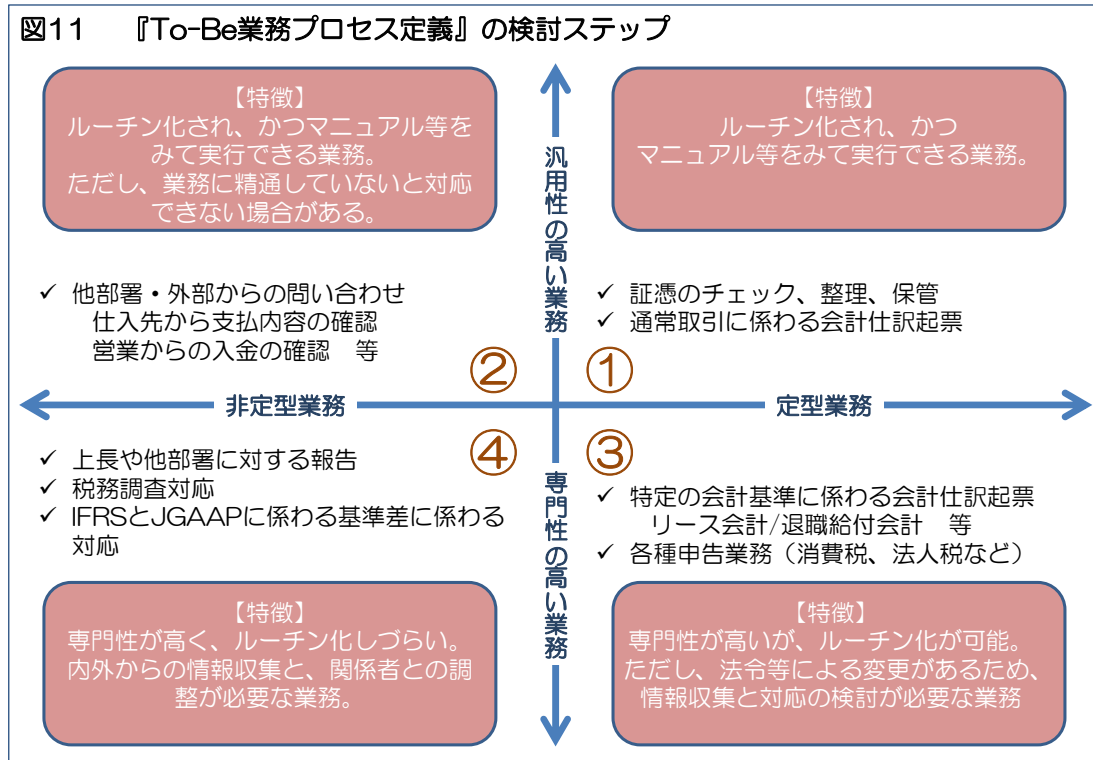 図11 『To-Be業務プロセス定義』の検討ステップ
【特徴】
ルーチン化され、かつマニュアル等を
みて実行できる業務。
ただし、業務に精通していないと対応
できない場合がある。
【特徴】
ルーチン化され、かつ
マニュアル等をみて実行できる業務。
汎用性の高い業務
✓ 他部署・外部からの問い合わせ
仕入先から支払内容の確認
営業からの入金の確認 等
✓ 証憑のチェック、整理、保管
✓ 通常取引に係わる会計仕訳起票
②
①
非定型業務
定型業務
④
③
✓ 上長や他部署に対する報告
✓ 税務調査対応
✓ IFRSとJGAAPに係わる基準差に係わる
対応
専門性の高い業務
✓ 特定の会計基準に係わる会計仕訳起票
リース会計/退職給付会計 等
✓ 各種申告業務（消費税、法人税など）
【特徴】
専門性が高く、ルーチン化しづらい。
内外からの情報収集と、関係者との調
整が必要な業務。
【特徴】
専門性が高いが、ルーチン化が可能。
ただし、法令等による変更があるため、
情報収集と対応の検討が必要な業務